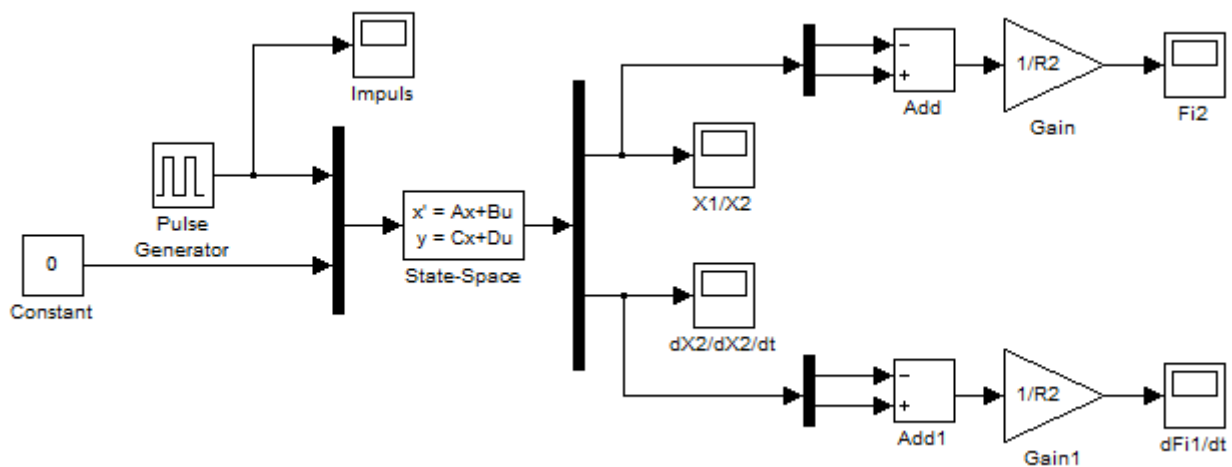 Impuls
Pulse
Generator
0
Constant
x' = Ax+Bu
y = Cx+Du
State-Space
X1/X2
dX2/dX2/dt
−
+
Add
1/R2
Gain
Fi2
−
+
Add1
1/R2
Gain1
dFi1/dt